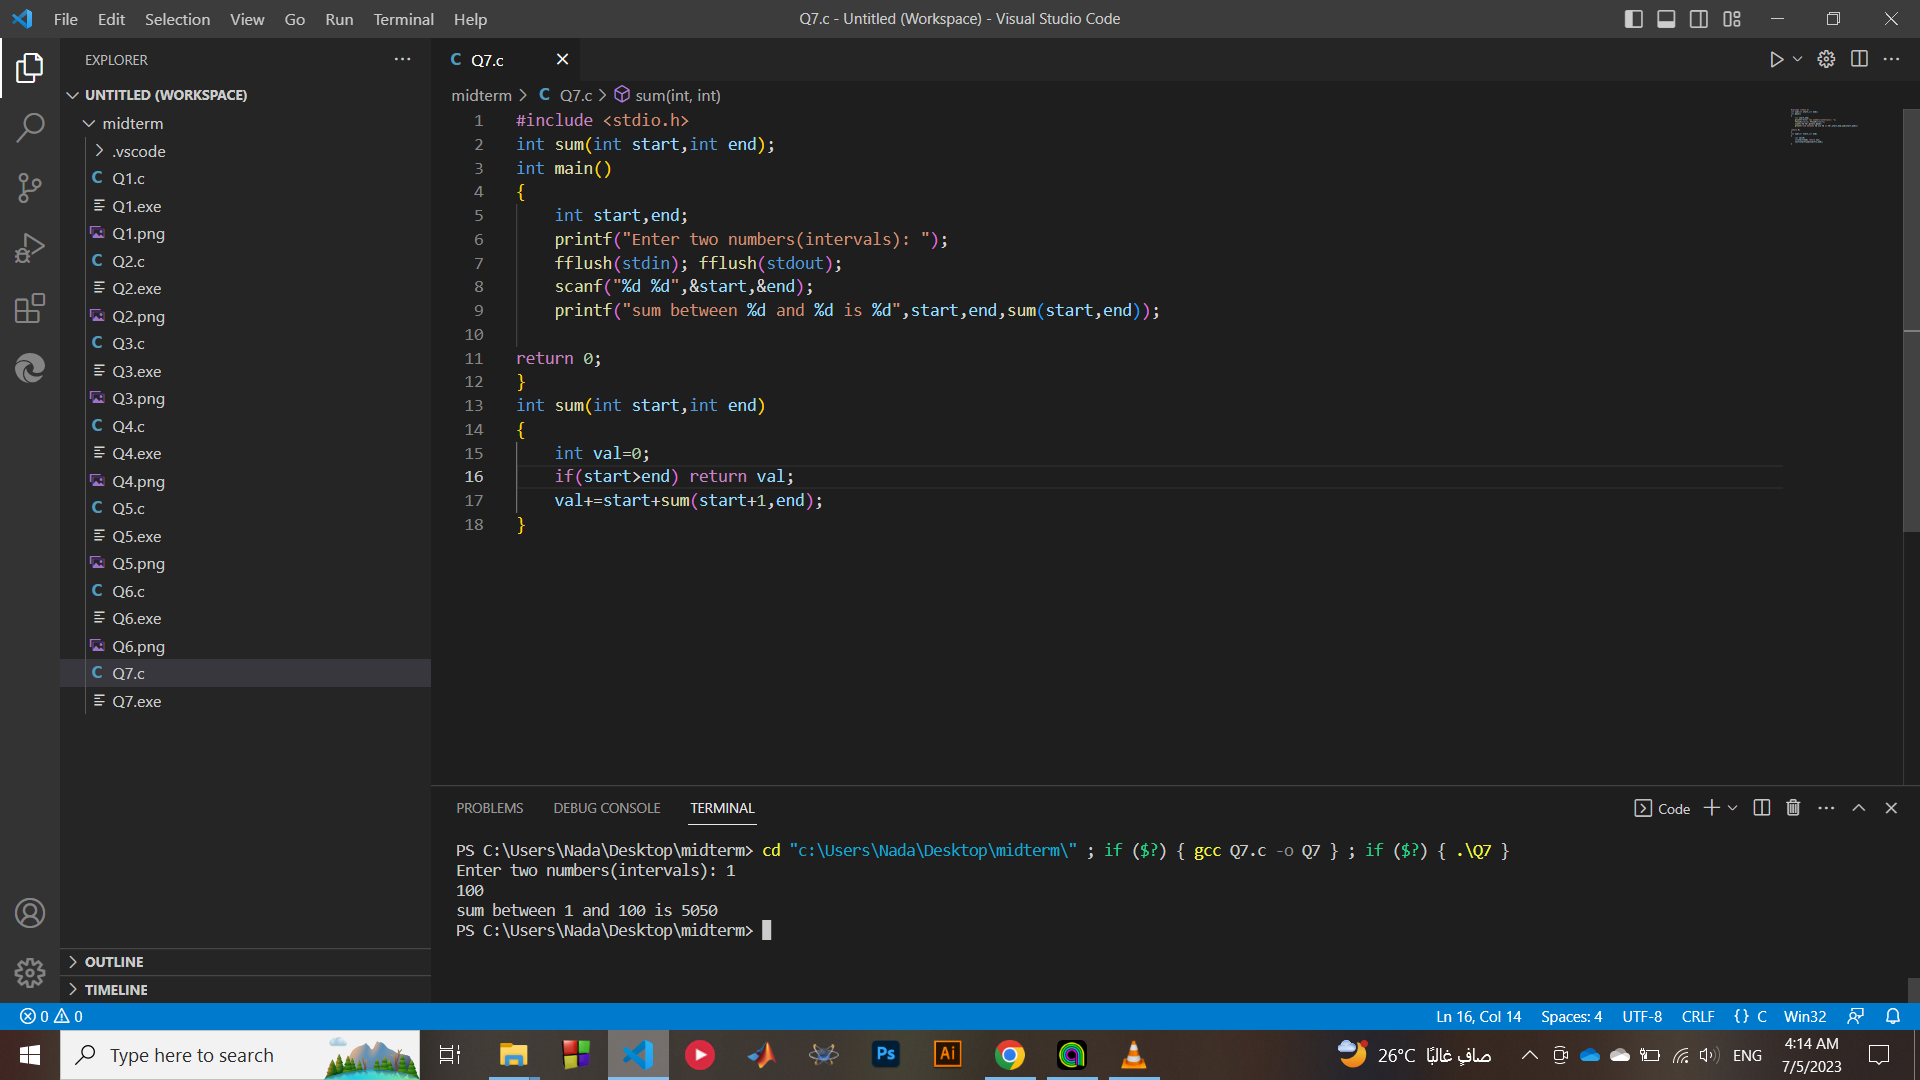 File Edit Selection View Go Run Terminal Help
Q7.c - Untitled (Workspace) - Visual Studio Code
EXPLORER
UNTITLED (WORKSPACE)
midterm
.vscode
Q1.c
Q1.exe
Q1.png
Q2.c
Q2.exe
Q2.png
Q3.c
Q3.exe
Q3.png
Q4.c
Q4.exe
Q4.png
Q5.c
Q5.exe
Q5.png
Q6.c
Q6.exe
Q6.png
Q7.c
Q7.exe
OUTLINE
TIMELINE
C Q7.c
midterm > C Q7.c > sum(int, int)
1 #include <stdio.h>
2 int sum(int start,int end);
3 int main()
4 {
5 int start,end;
6 printf("Enter two numbers(intervals): ");
7 fflush(stdin); fflush(stdout);
8 scanf("%d %d",&start,&end);
9 printf("sum between %d and %d is %d",start,end,sum(start,end));
10
11 return 0;
12 }
13 int sum(int start,int end)
14 {
15 int val=0;
16 if(start>end) return val;
17 val+=start+sum(start+1,end);
18 }
PROBLEMS DEBUG CONSOLE TERMINAL
Code
PS C:\Users\Nada\Desktop\midterm> cd "c:\Users\Nada\Desktop\midterm\" ; if ($?) { gcc Q7.c -o Q7 } ; if ($?) { .\Q7 }
Enter two numbers(intervals): 1
100
sum between 1 and 100 is 5050
PS C:\Users\Nada\Desktop\midterm>
0 0
Ln 16, Col 14 Spaces: 4 UTF-8 CRLF {} C Win32
Type here to search
Ps
Ai
26°C صافٍ غالبًا
ENG
4:14 AM
7/5/2023